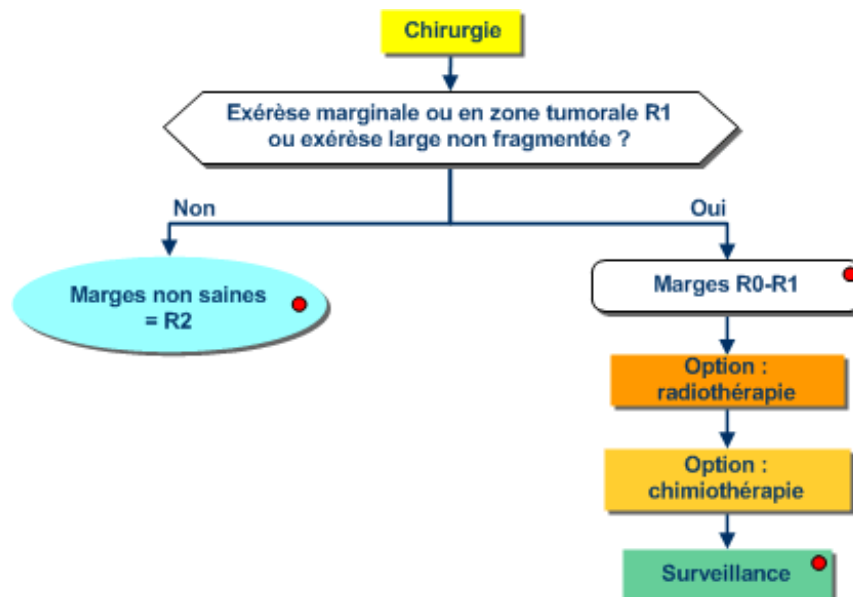 Chirurgie
Exérèse marginale ou en zone tumorale R1
ou exérèse large non fragmentée ?
Non
Oui
Marges non saines
= R2
Marges R0-R1
Option :
radiothérapie
Option :
chimiothérapie
Surveillance